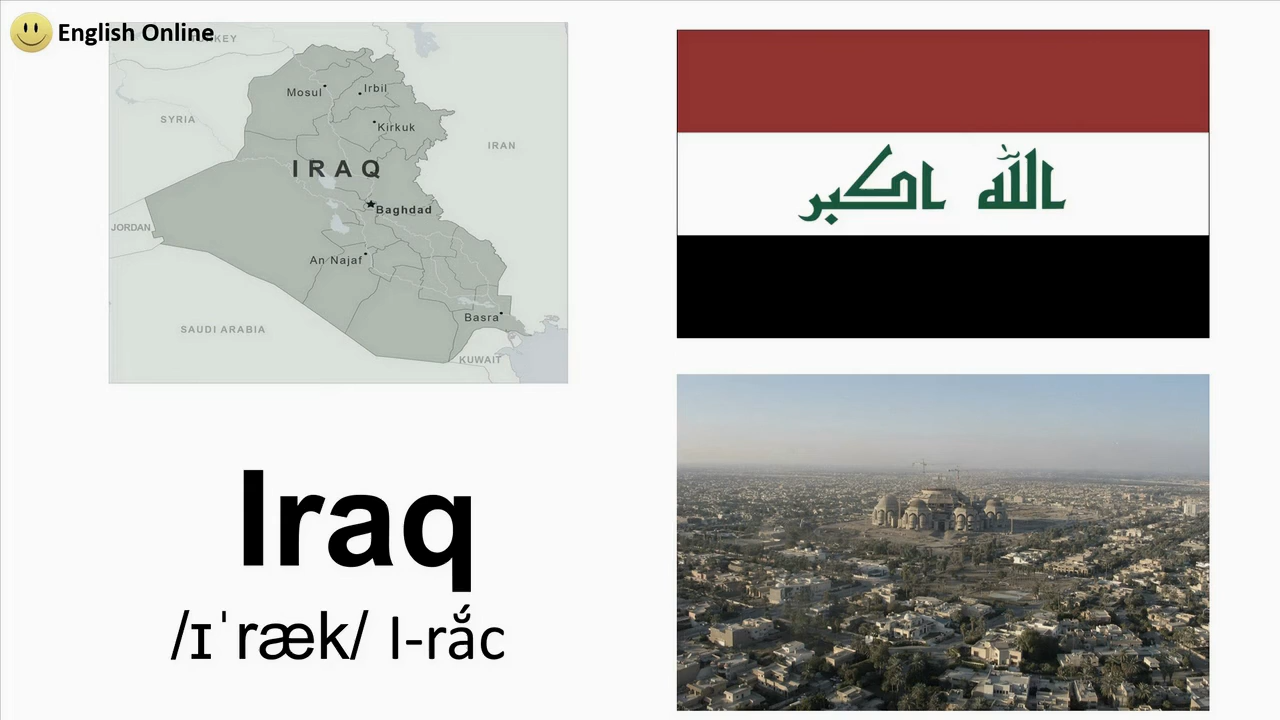 English Online
Mosul
Irbil
SYRIA
Kirkuk
IRAN
IRAQ
Baghdad
JORDAN
An Najaf
Basra
SAUDI ARABIA
KUWAIT
الله اكبر
Iraq
/ɪˈræk/ I-rắc